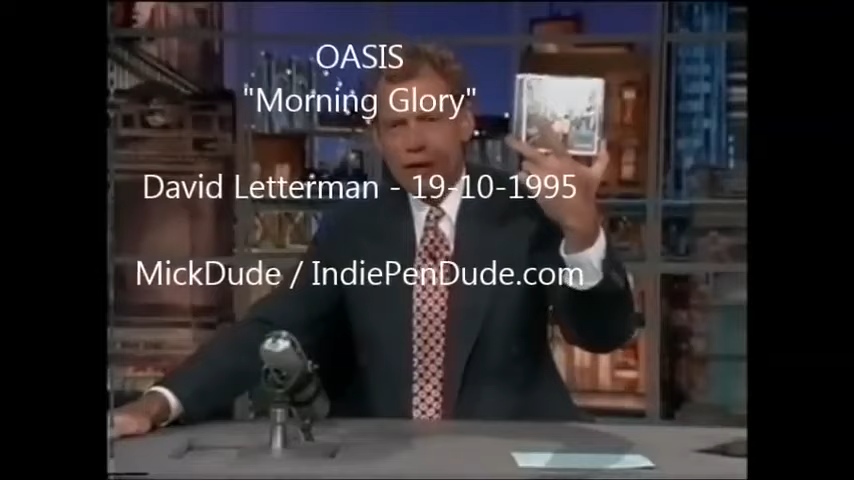 OASIS
"Morning Glory"
David Letterman - 19-10-1995
MickDude / IndiePenDude.com